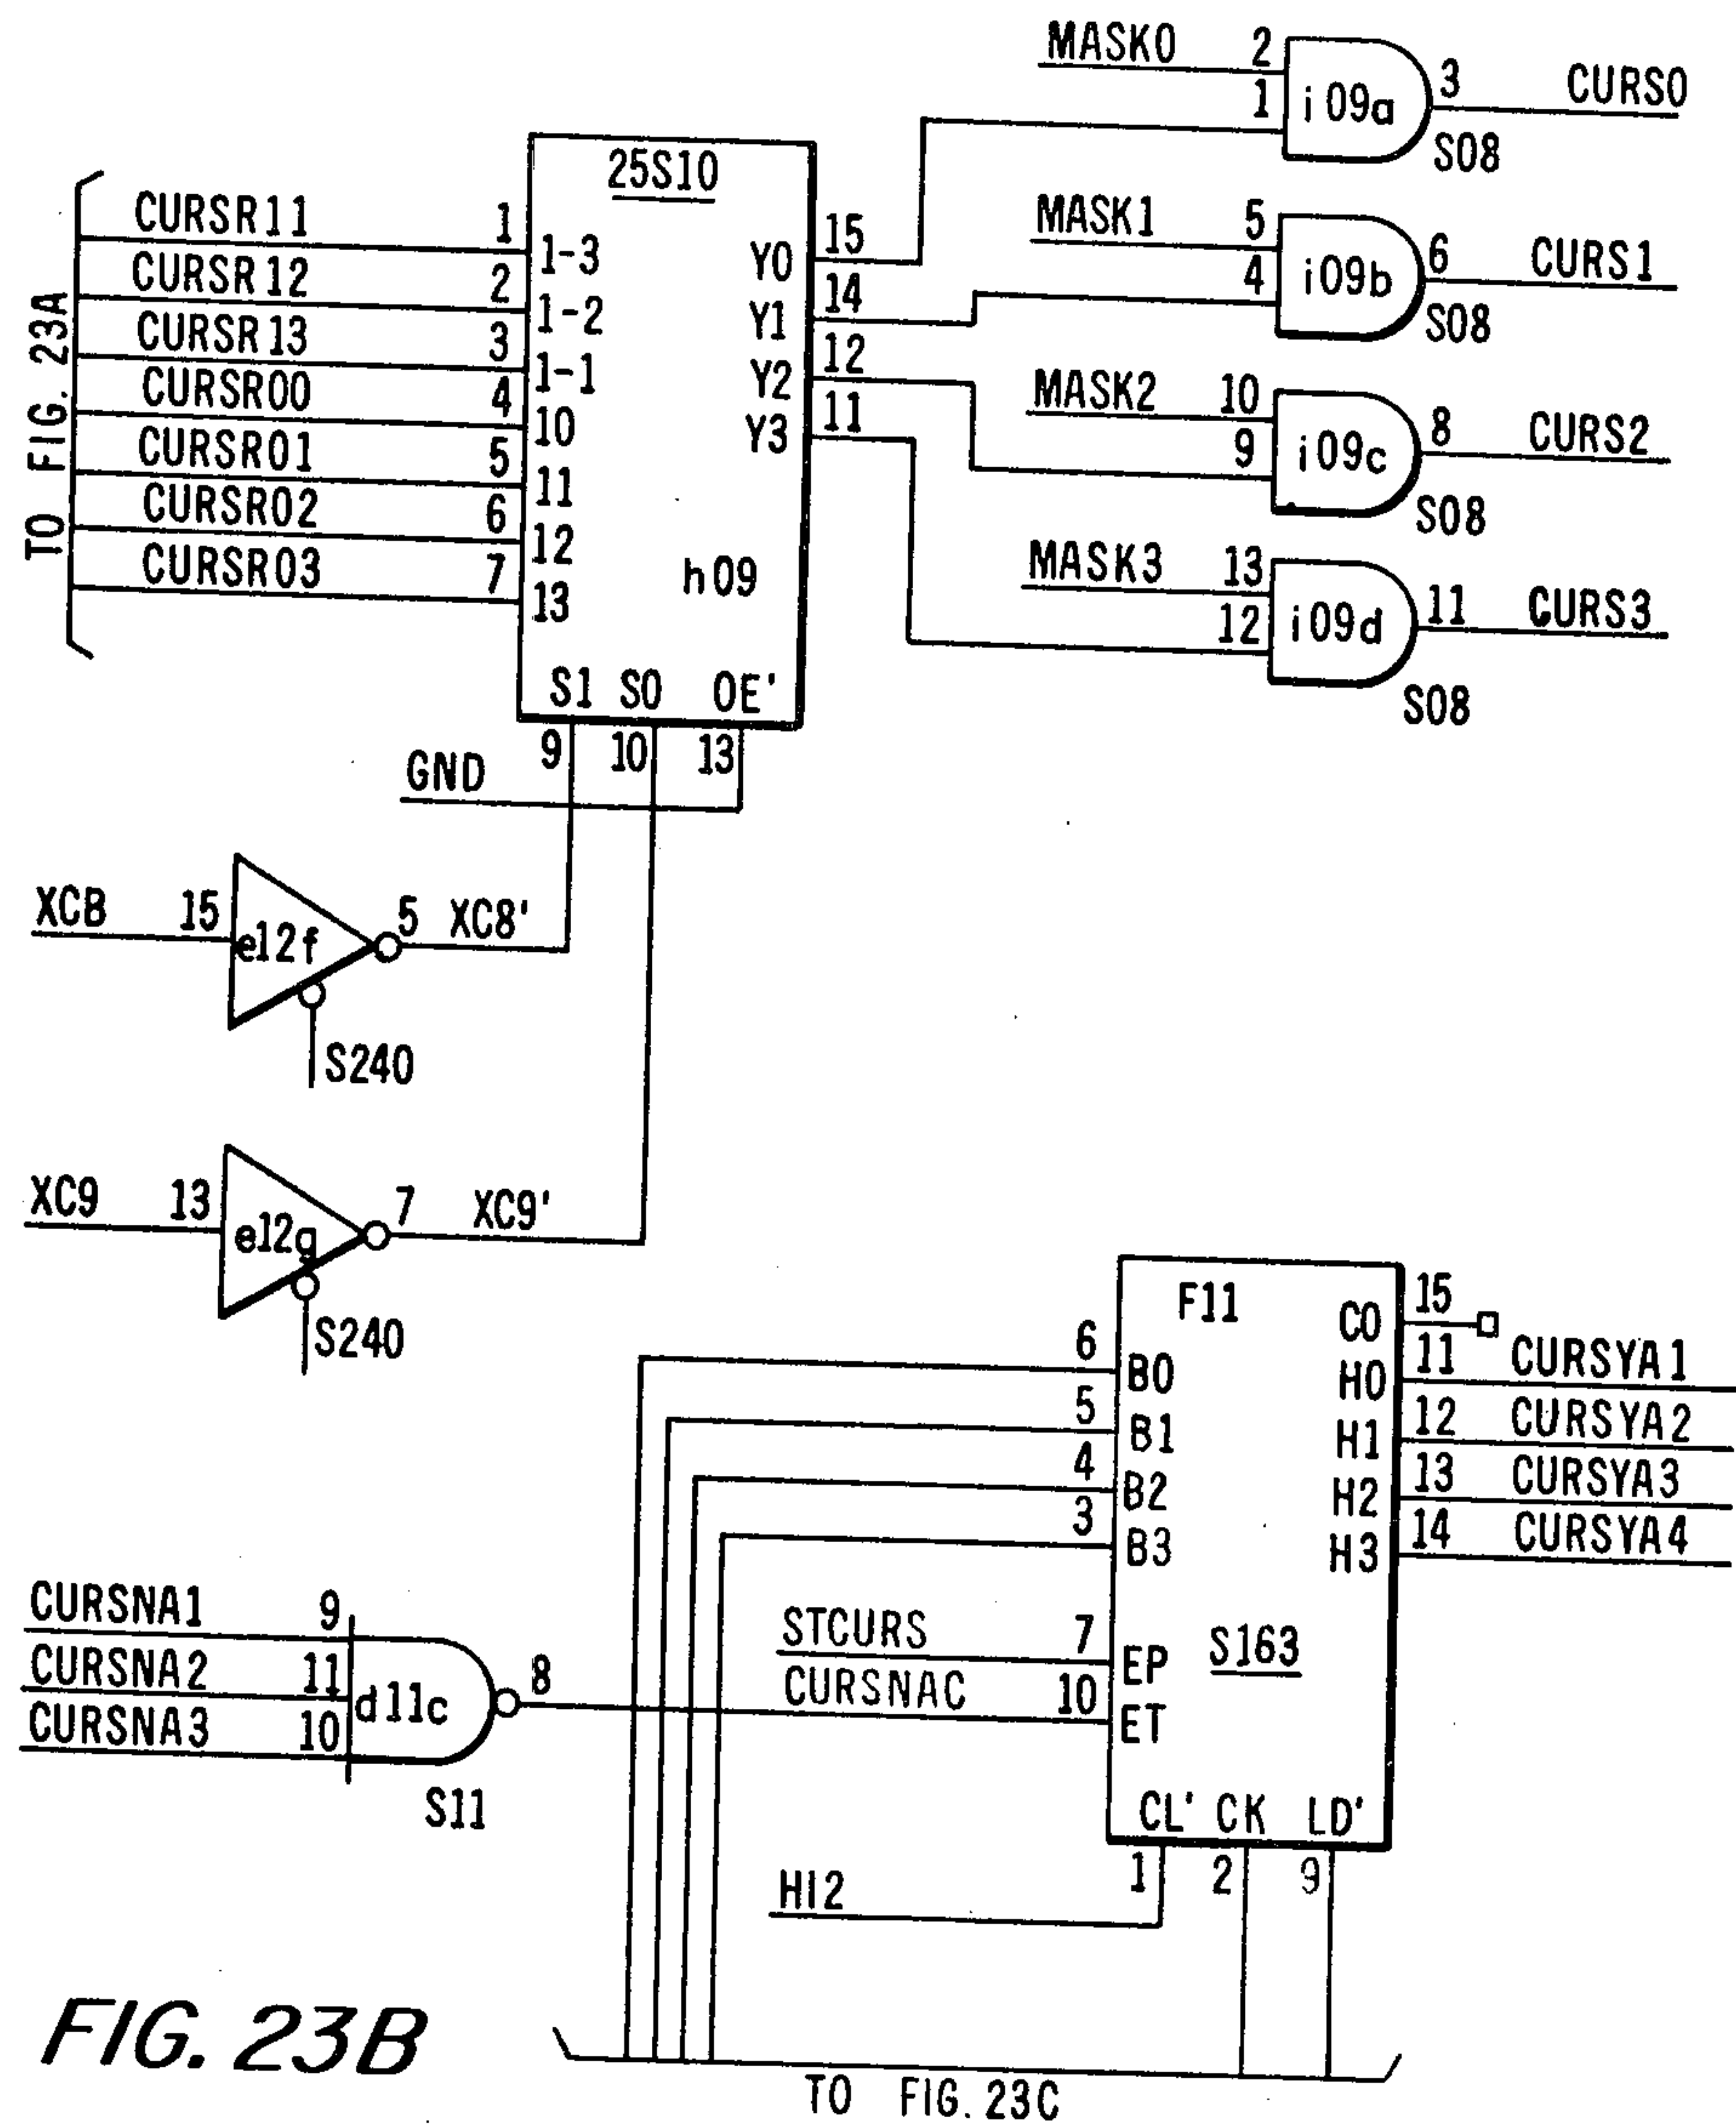 MASK0 2
1 i09a 3 CURS0
S08
25S10
CURSR11 1 1-3 Y0 15
MASK1 5
4 i09b 6 CURS1
S08
CURSR12 2 1-2 Y1 14
CURSR13 3 1-1 Y2 12
MASK2 10
9 i09c 8 CURS2
S08
CURSR00 4 10 Y3 11
CURSR01 5 11
CURSR02 6 12
CURSR03 7 13
h09
MASK3 13
12 i09d 11 CURS3
S08
TO FIG. 23A
S1 S0 OE'
9 10 13
GND
XCB 15 e12f 5 XC8'
S240
XC9 13 e12g 7 XC9'
S240
F11
C0 15
6 B0 H0 11 CURSYA1
5 B1 H1 12 CURSYA2
4 B2 H2 13 CURSYA3
3 B3 H3 14 CURSYA4
CURSNA1 9
CURSNA2 11 d11c 8
CURSNA3 10
S11
STCURS 7 EP S163
CURSNAC 10 ET
CL' CK LD'
1 2 9
HI2
FIG. 23B
TO FIG. 23C